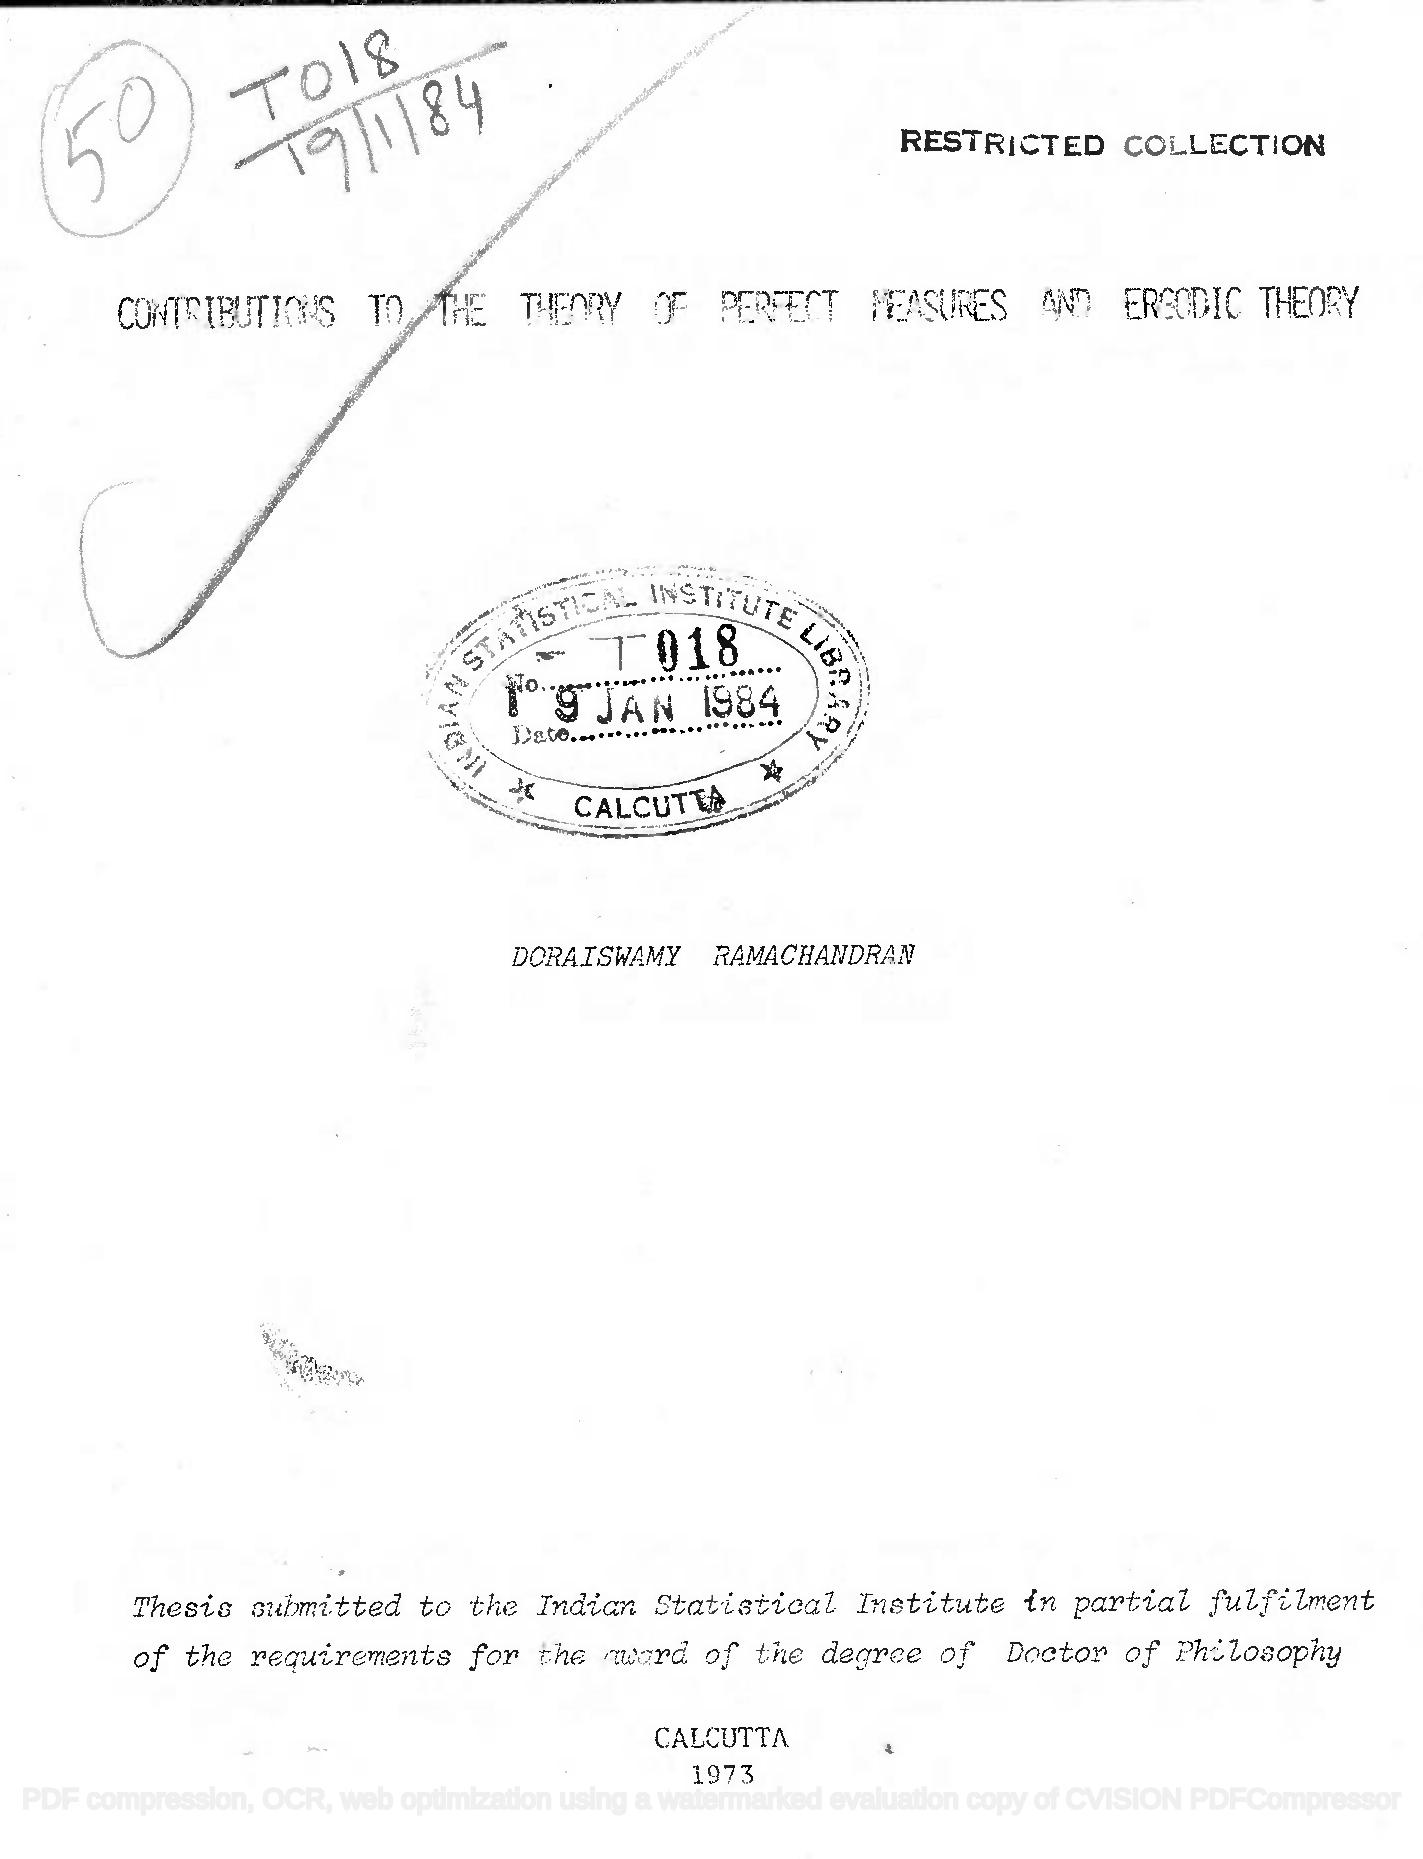 50
T018
19/1/84
RESTRICTED COLLECTION
CONTRIBUTIONS TO THE THEORY OF PERFECT MEASURES AND ERGODIC THEORY
INDIAN STATISTICAL INSTITUTE LIBRARY
T 018
No.
19 JAN 1984
Date
CALCUTTA
DORAISWAMY RAMACHANDRAN
Thesis submitted to the Indian Statistical Institute in partial fulfilment
of the requirements for the award of the degree of Doctor of Philosophy
CALCUTTA
1973
PDF compression, OCR, web optimization using a watermarked evaluation copy of CVISION PDFCompressor